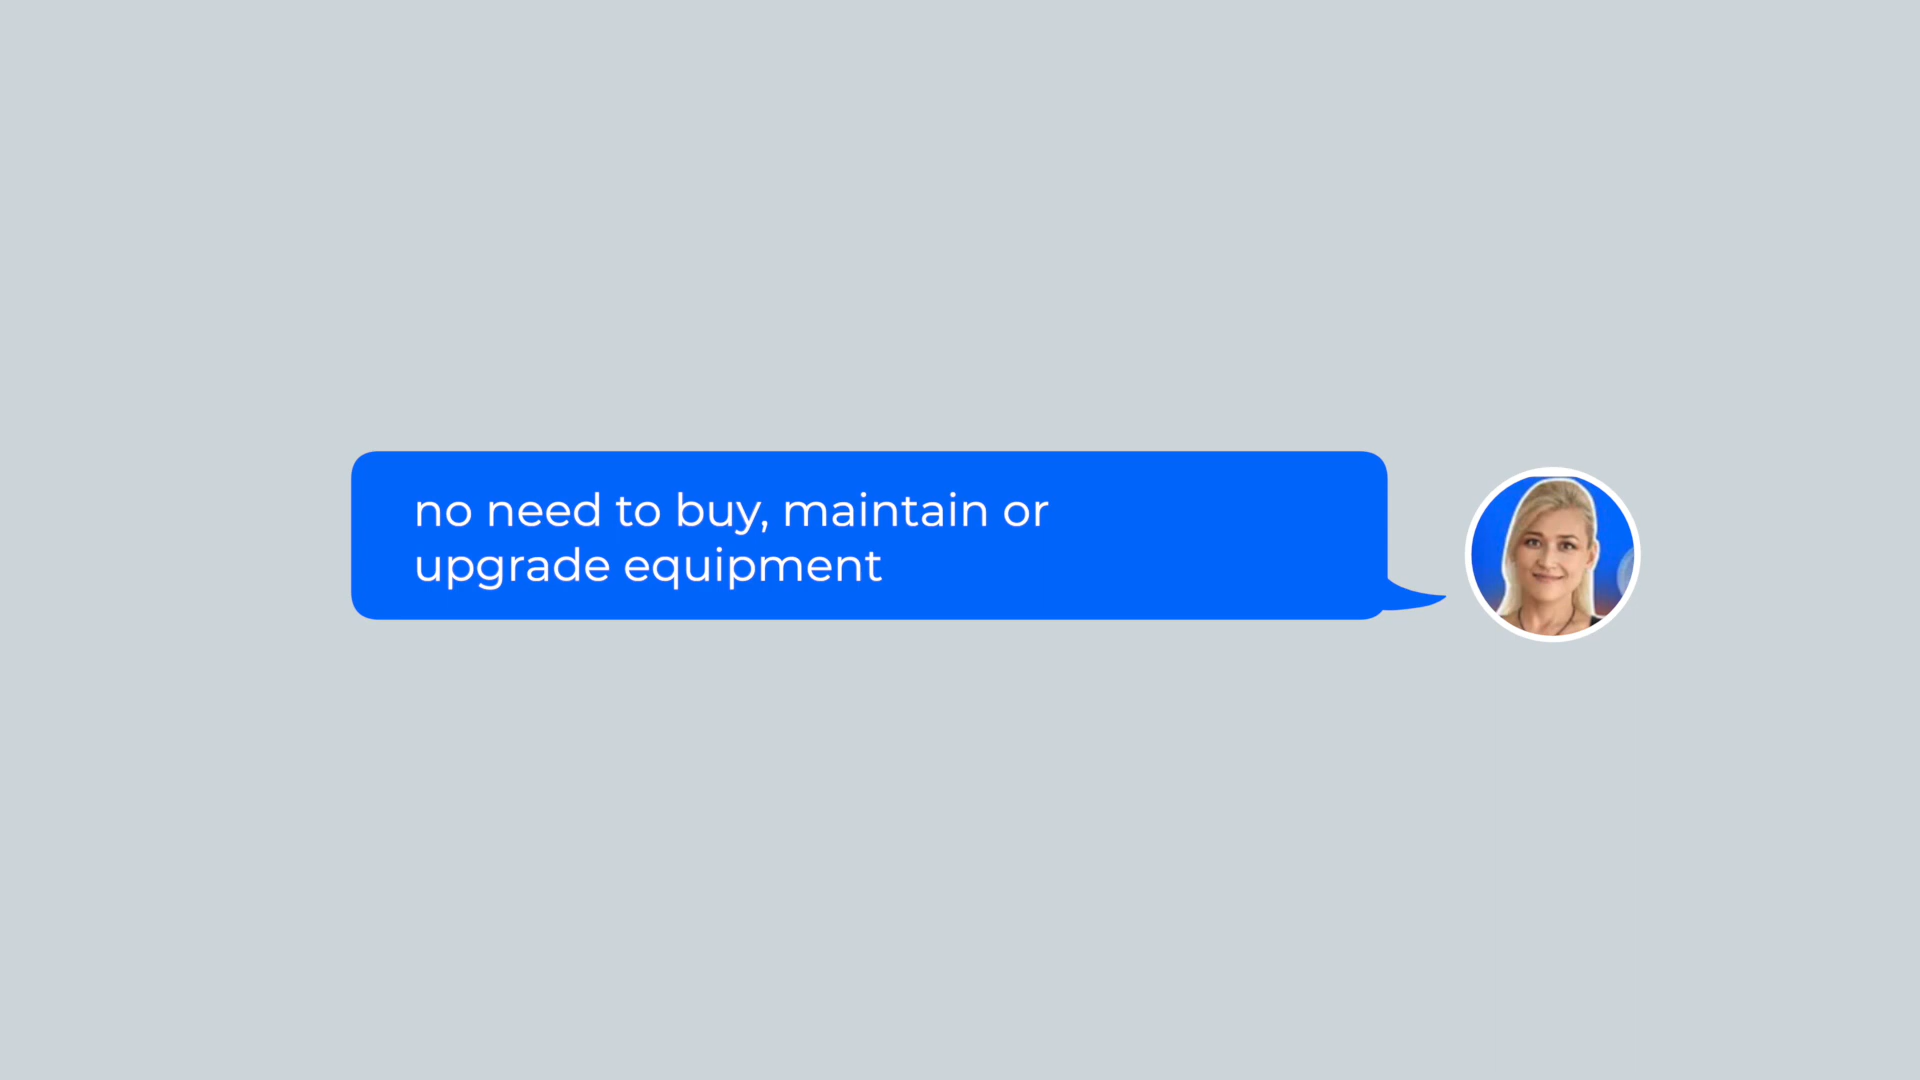 no need to buy, maintain or
upgrade equipment